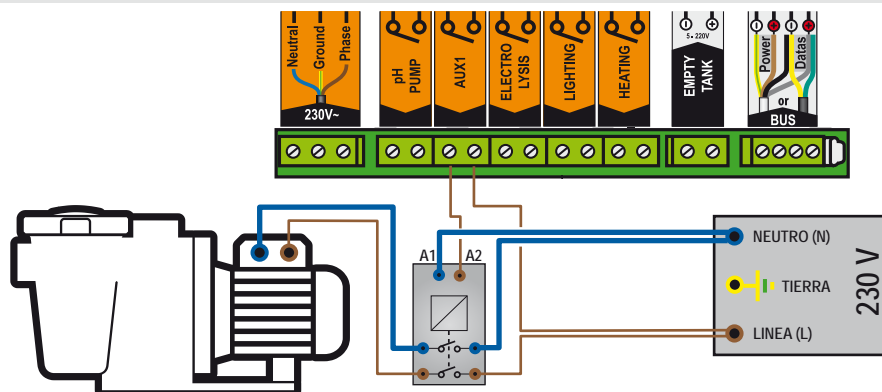 Neutral
Ground
Phase
230V~
pH
PUMP
AUX1
ELECTRO
LYSIS
LIGHTING
HEATING
5 - 220V
EMPTY
TANK
Power
Datas
or
BUS
A1
A2
NEUTRO (N)
TIERRA
LINEA (L)
230 V